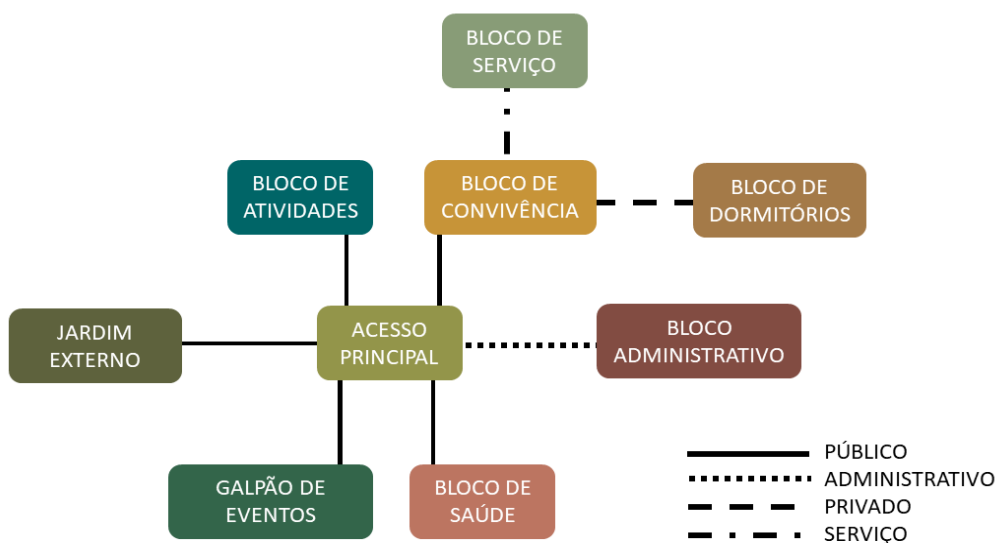 BLOCO DE
SERVIÇO
BLOCO DE
ATIVIDADES
BLOCO DE
CONVIVÊNCIA
BLOCO DE
DORMITÓRIOS
JARDIM
EXTERNO
ACESSO
PRINCIPAL
BLOCO
ADMINISTRATIVO
GALPÃO DE
EVENTOS
BLOCO DE
SAÚDE
PÚBLICO
ADMINISTRATIVO
PRIVADO
SERVIÇO